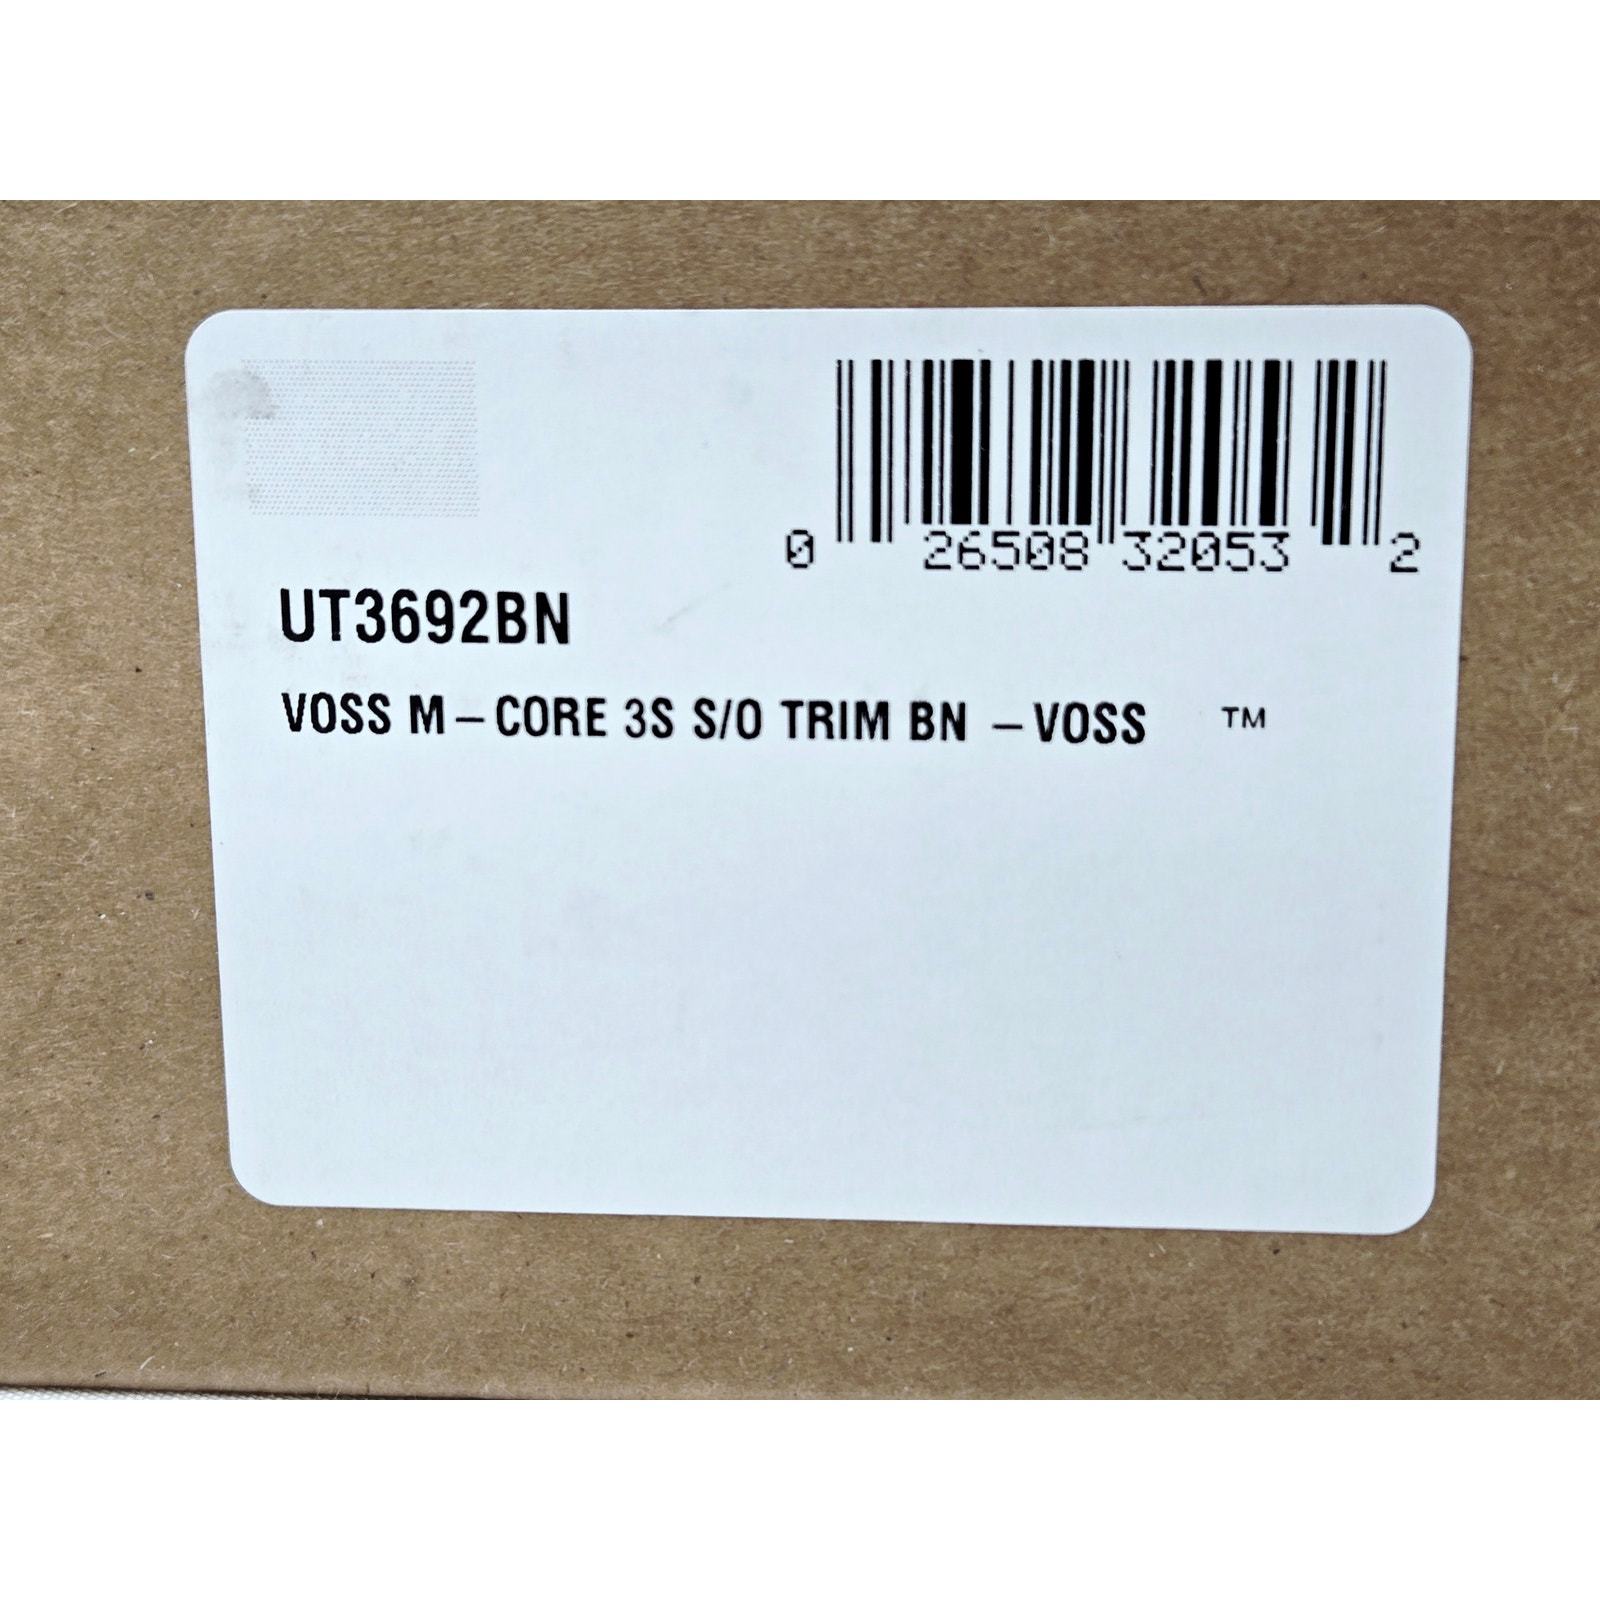 0 26508 32053 2
UT3692BN
VOSS M-CORE 3S S/O TRIM BN -VOSS ™